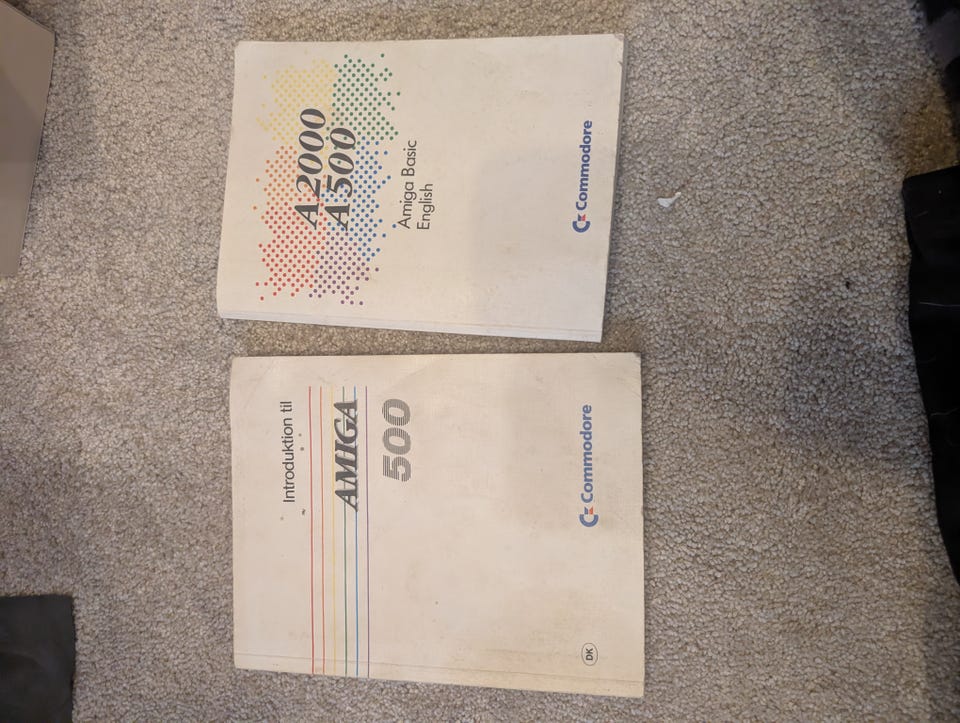 Introduktion til
AMIGA
500
Commodore
DK
A 2000
A 500
Amiga Basic
English
Commodore